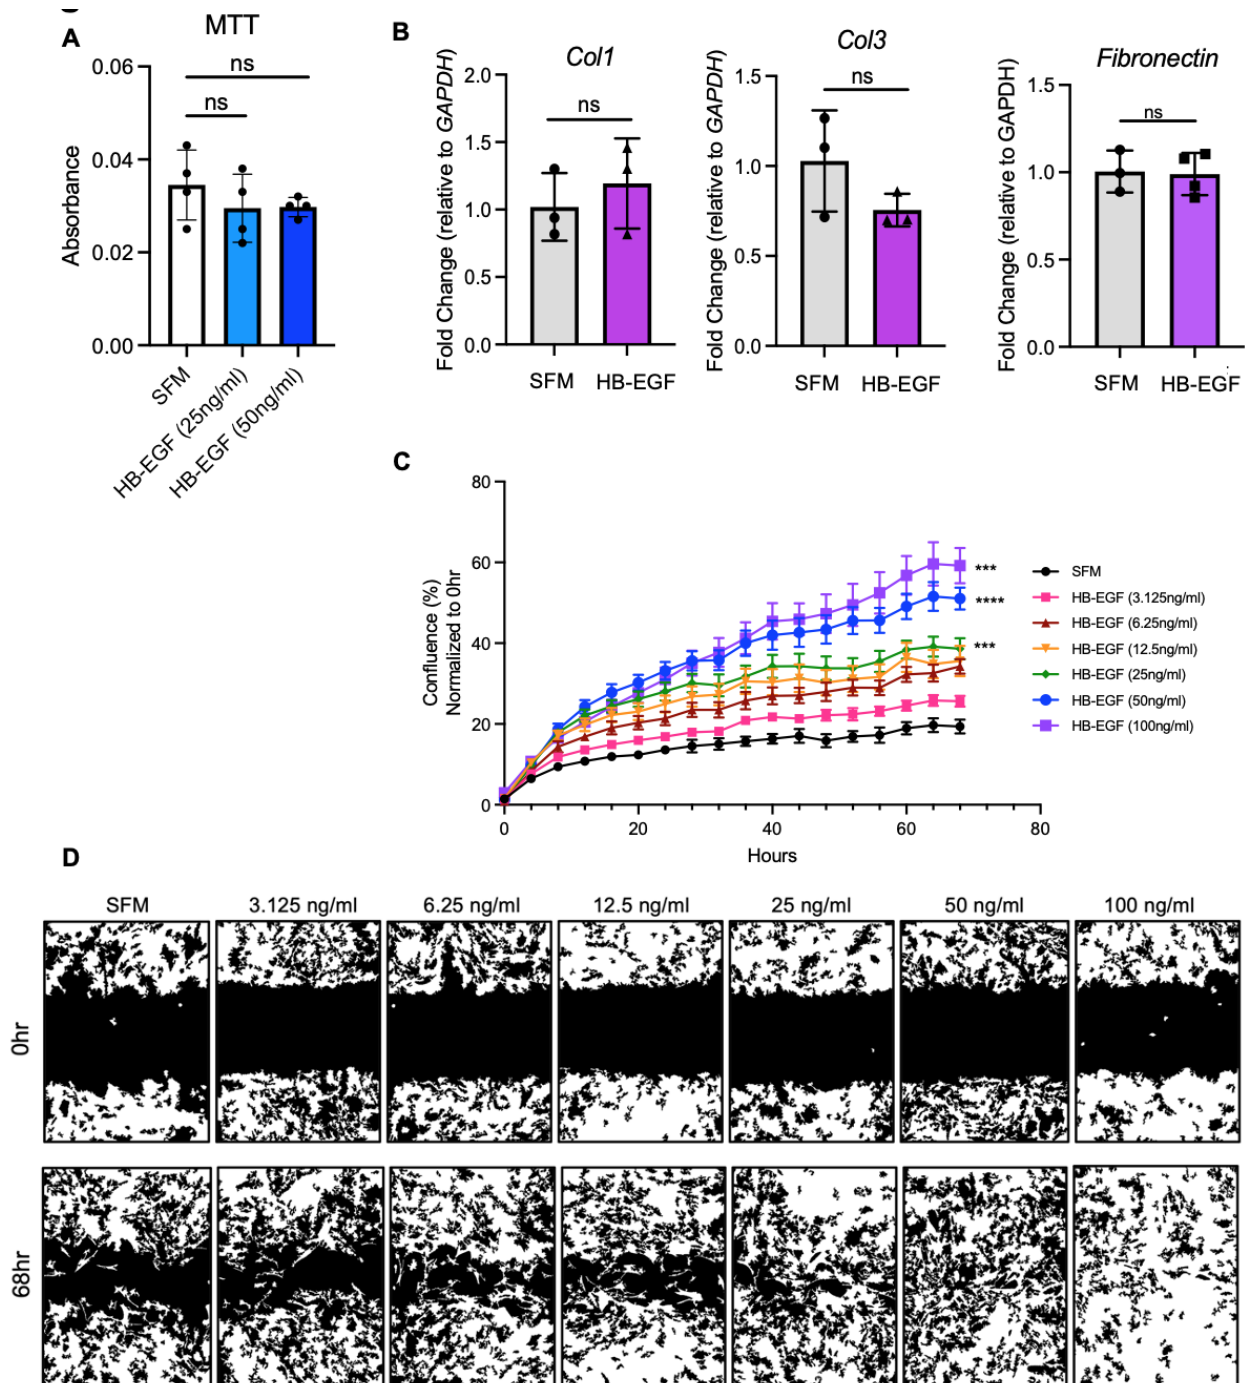 A
MTT
0.06
0.04
0.02
0.00
Absorbance
ns
ns
SFM
HB-EGF (25ng/ml)
HB-EGF (50ng/ml)
B
Col1
Fold Change (relative to GAPDH)
2.0
1.5
1.0
0.5
0.0
ns
SFM
HB-EGF
Col3
Fold Change (relative to GAPDH)
1.5
1.0
0.5
0.0
ns
SFM
HB-EGF
Fibronectin
Fold Change (relative to GAPDH)
1.5
1.0
0.5
0.0
ns
SFM
HB-EGF
C
Confluence (%)
Normalized to 0hr
80
60
40
20
0
0
20
40
60
80
Hours
***
****
***
SFM
HB-EGF (3.125ng/ml)
HB-EGF (6.25ng/ml)
HB-EGF (12.5ng/ml)
HB-EGF (25ng/ml)
HB-EGF (50ng/ml)
HB-EGF (100ng/ml)
D
SFM
3.125 ng/ml
6.25 ng/ml
12.5 ng/ml
25 ng/ml
50 ng/ml
100 ng/ml
0hr
68hr